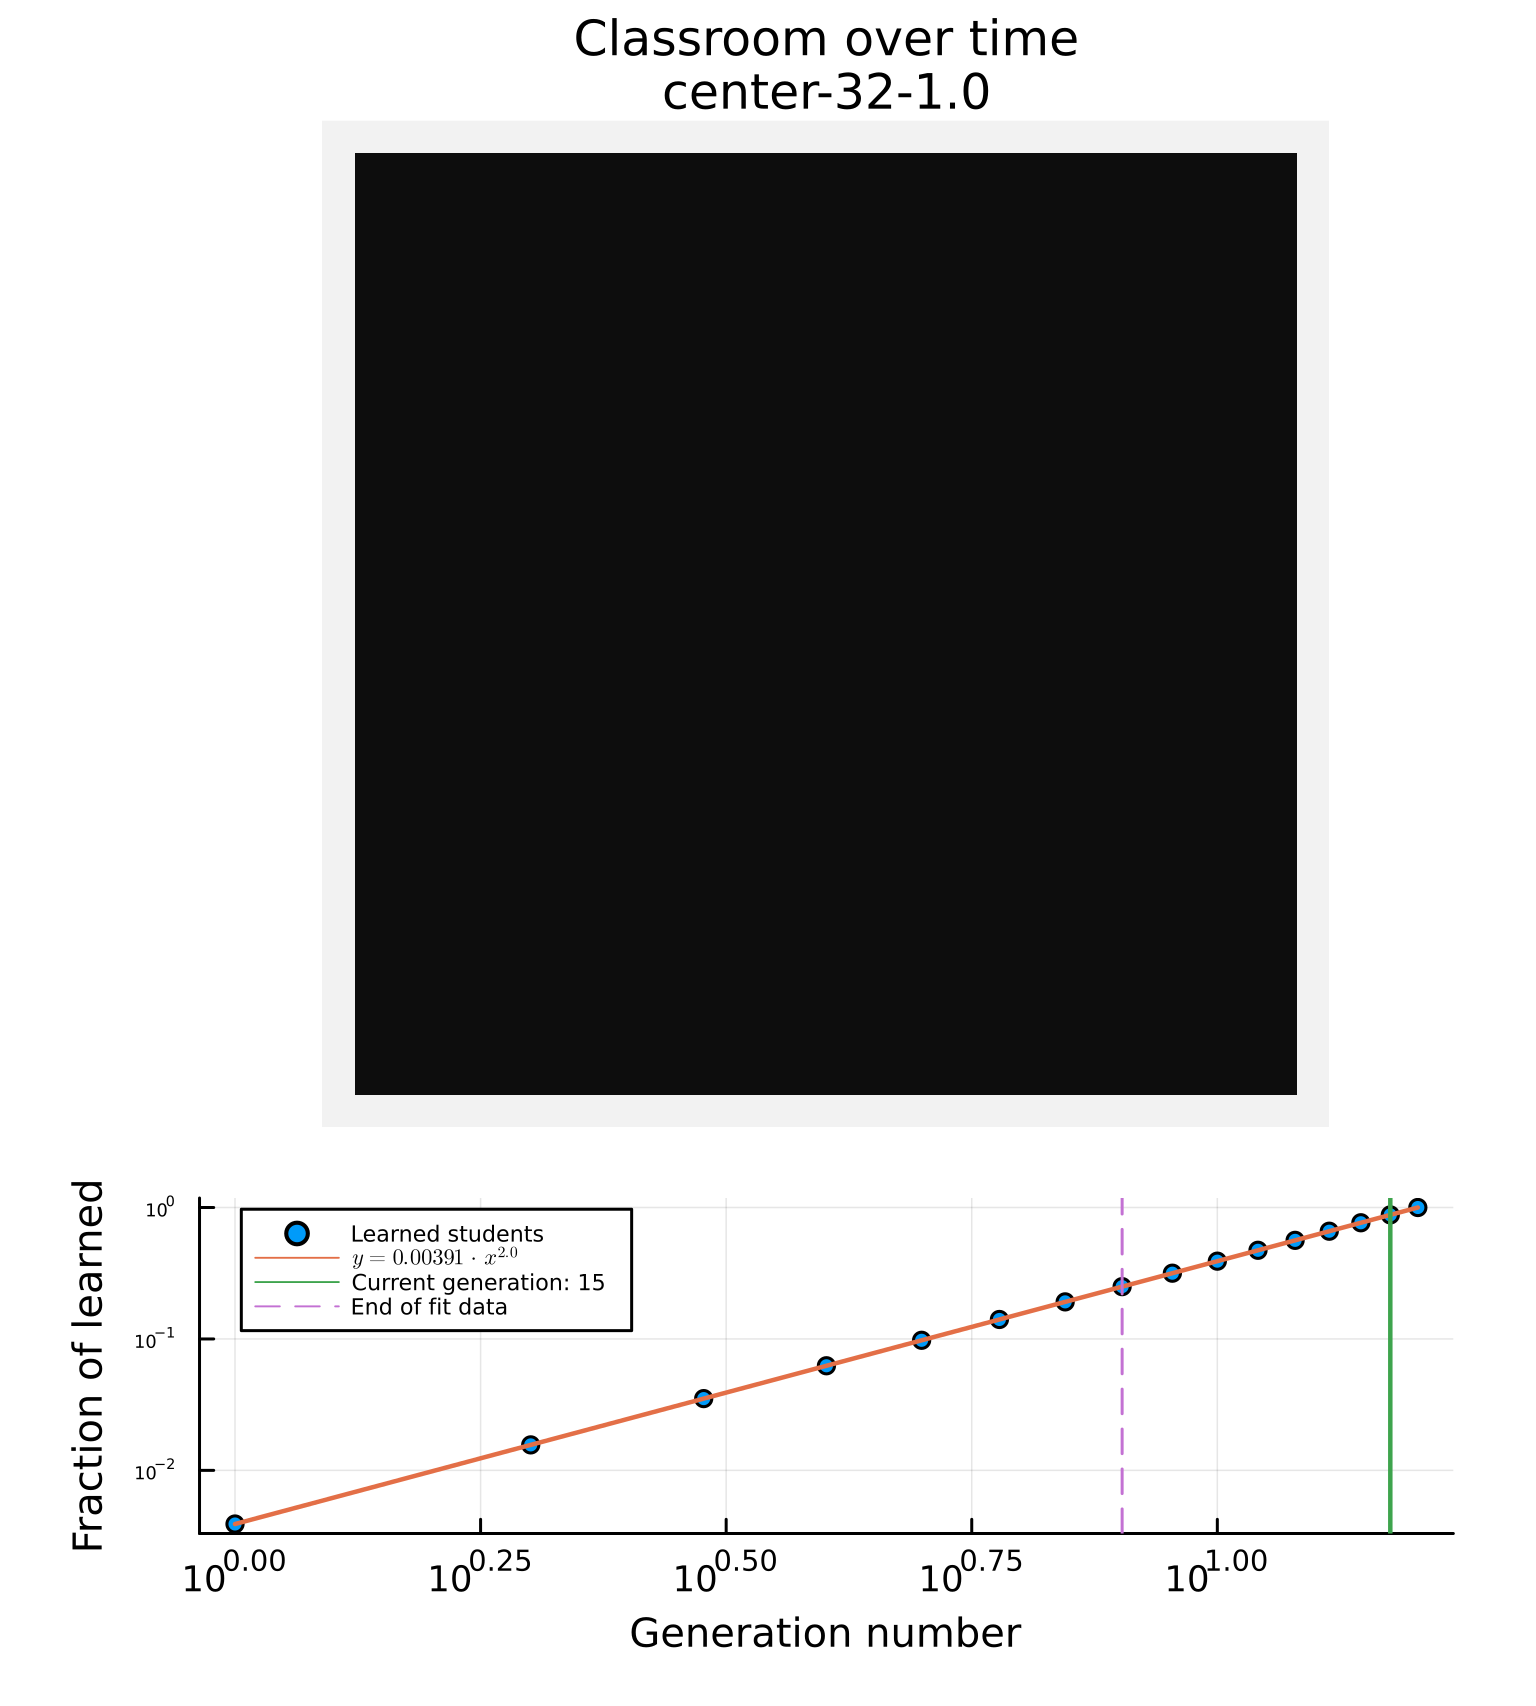 Classroom over time
center-32-1.0
Fraction of learned
10^0
10^−1
10^−2
Learned students
y = 0.00391 · x^2.0
Current generation: 15
End of fit data
10^0.00 10^0.25 10^0.50 10^0.75 10^1.00
Generation number